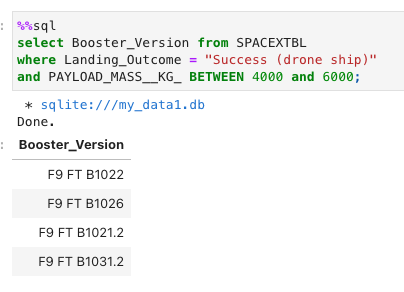 %%sql
select Booster_Version from SPACEXTBL
where Landing_Outcome = "Success (drone ship)"
and PAYLOAD_MASS__KG_ BETWEEN 4000 and 6000;
* sqlite:///my_data1.db
Done.
: Booster_Version
F9 FT B1022
F9 FT B1026
F9 FT B1021.2
F9 FT B1031.2